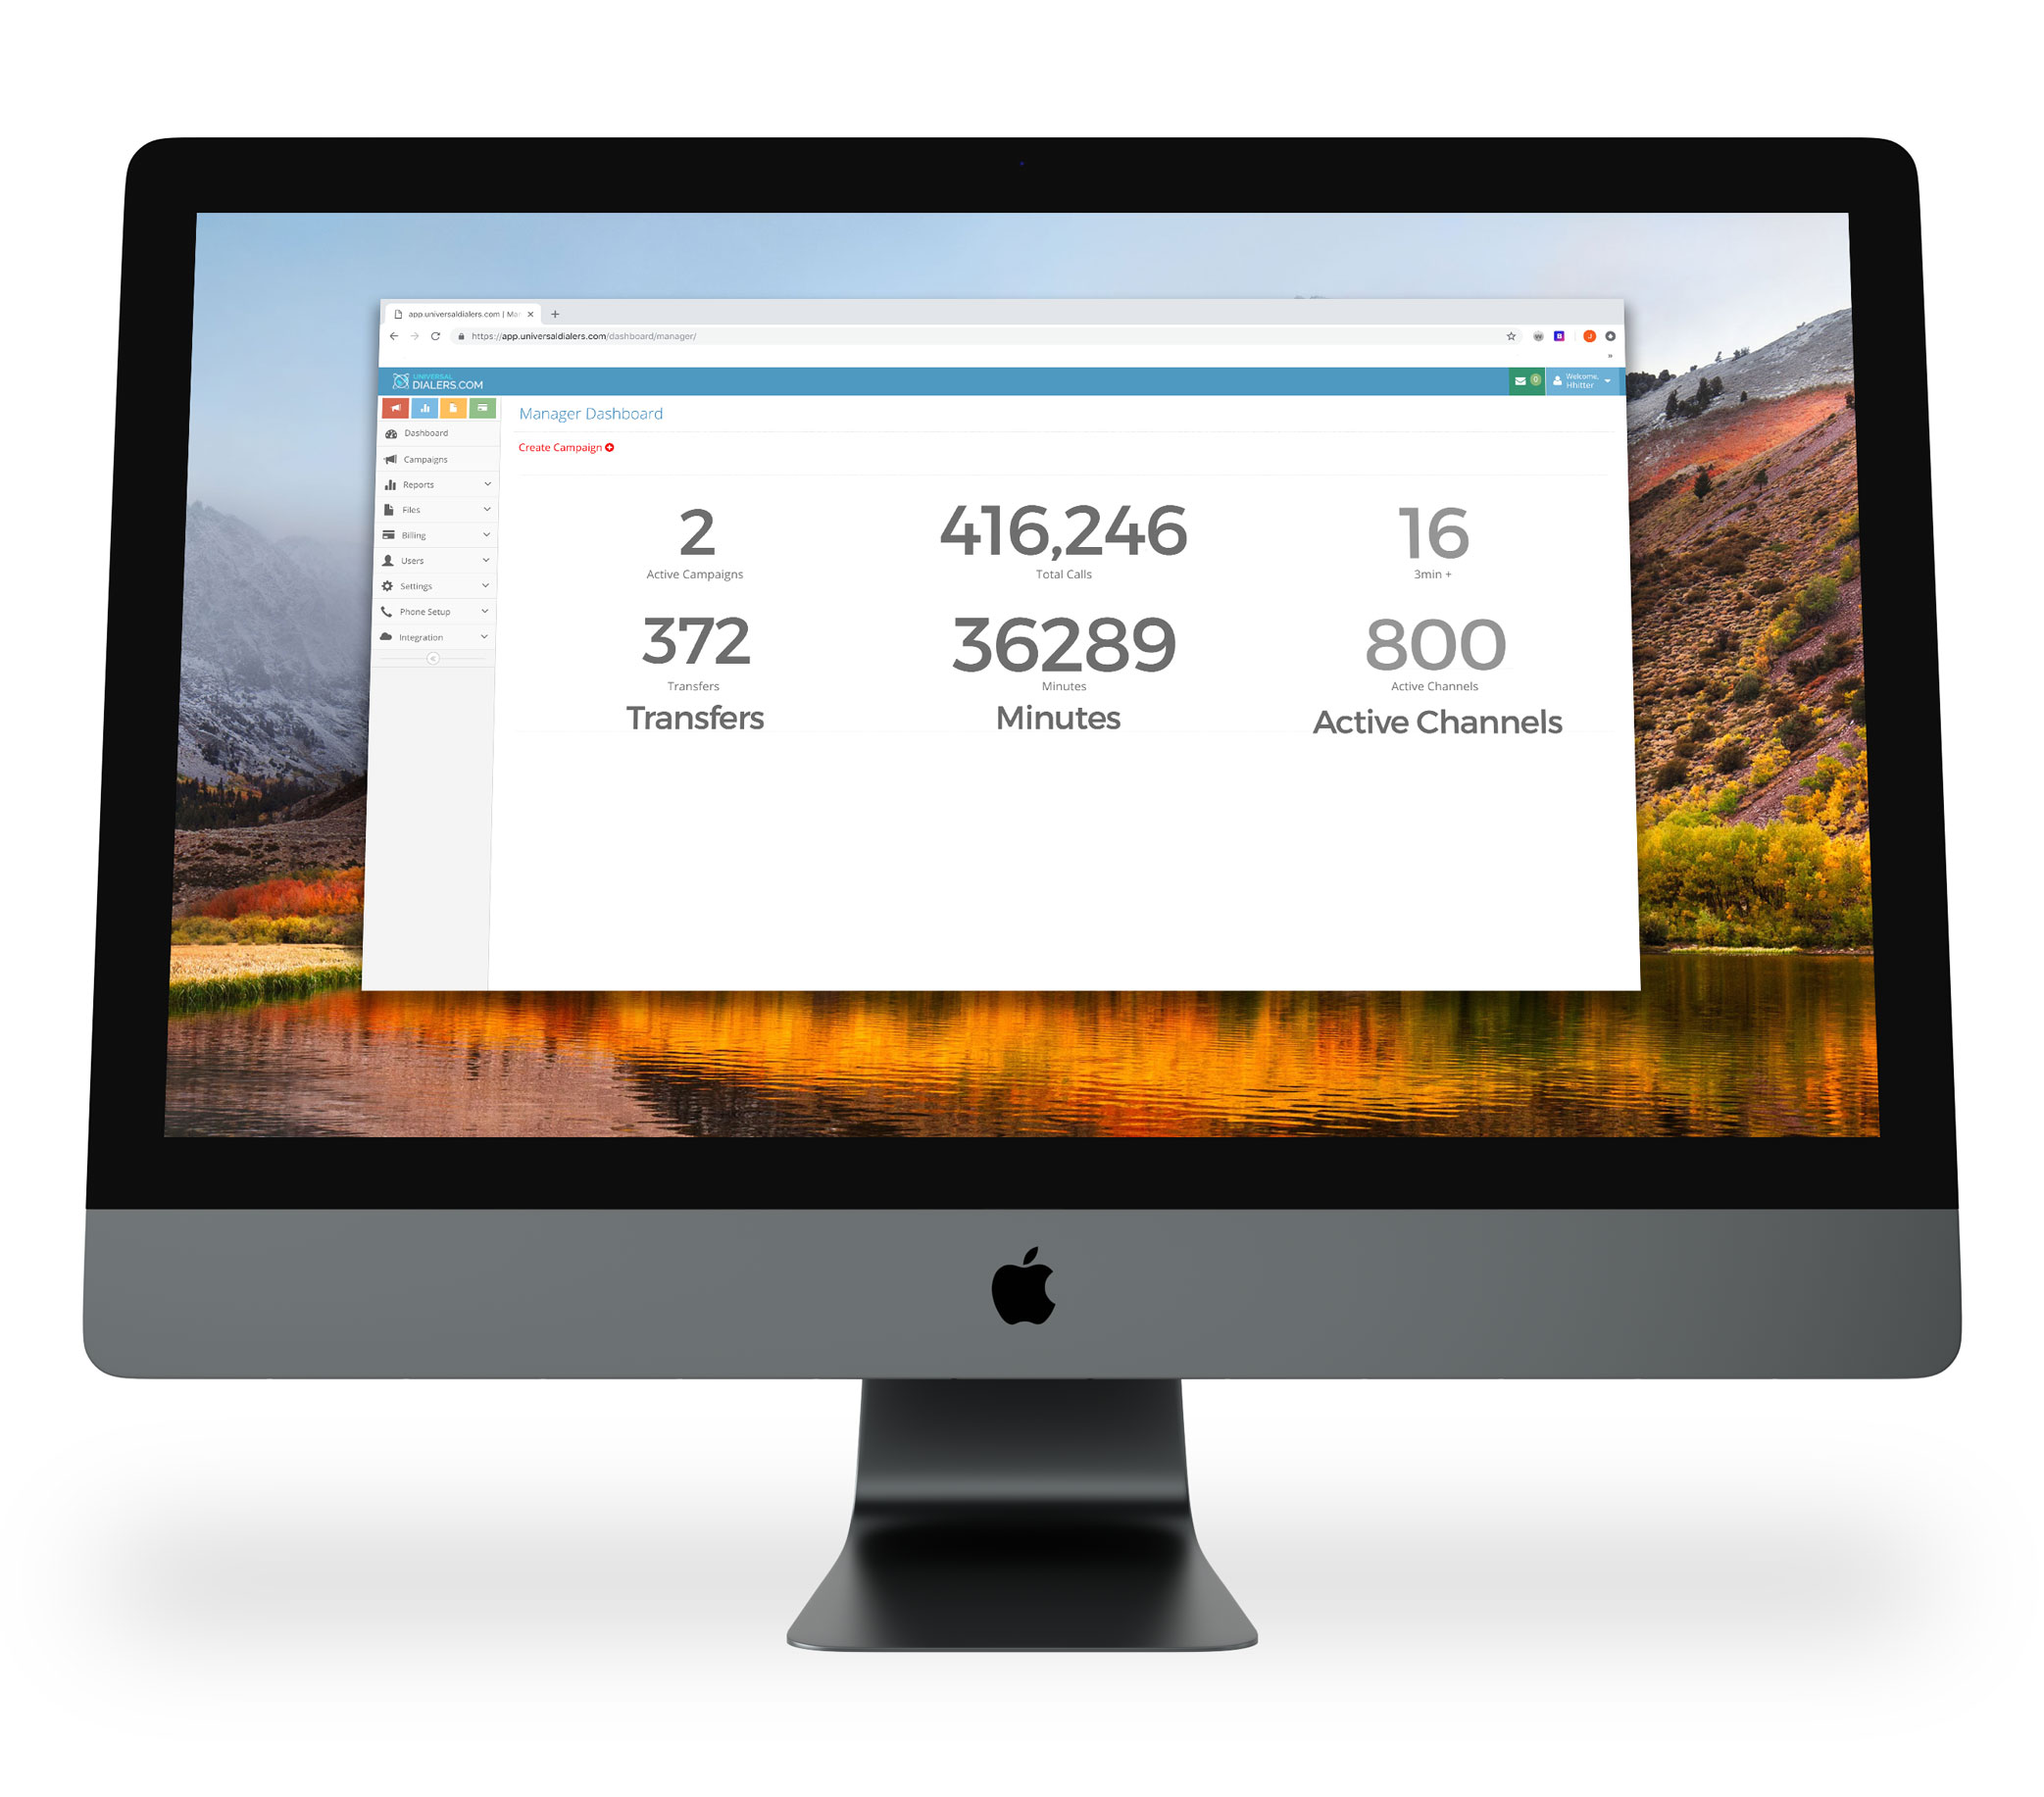 app.universaldialers.com | Ma
https://app.universaldialers.com/dashboard/manager/
UNIVERSAL
DIALERS.COM
0
Welcome,
Hhitter
Manager Dashboard
Create Campaign
Dashboard
Campaigns
Reports
Files
Billing
Users
Settings
Phone Setup
Integration
2
Active Campaigns
416,246
Total Calls
16
3min +
372
Transfers
Transfers
36289
Minutes
Minutes
800
Active Channels
Active Channels